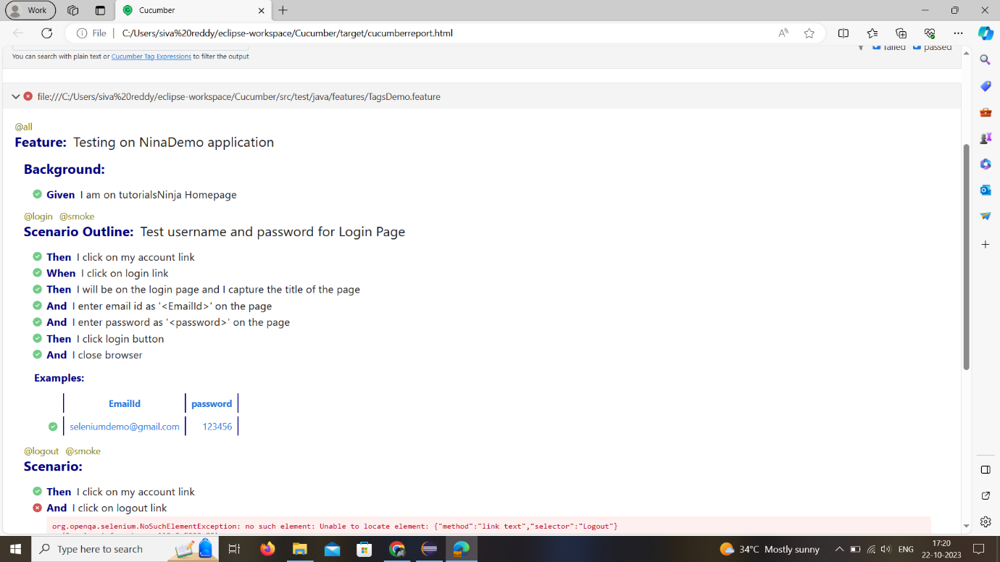 Work
Cucumber
File
C:/Users/siva%20reddy/eclipse-workspace/Cucumber/target/cucumberreport.html
You can search with plain text or Cucumber Tag Expressions to filter the output
failed passed
file:///C:/Users/siva%20reddy/eclipse-workspace/Cucumber/src/test/java/features/TagsDemo.feature
@all
Feature: Testing on NinaDemo application
Background:
Given I am on tutorialsNinja Homepage
@login @smoke
Scenario Outline: Test username and password for Login Page
Then I click on my account link
When I click on login link
Then I will be on the login page and I capture the title of the page
And I enter email id as '<EmailId>' on the page
And I enter password as '<password>' on the page
Then I click login button
And I close browser
Examples:
EmailId password
seleniumdemo@gmail.com 123456
@logout @smoke
Scenario:
Then I click on my account link
And I click on logout link
org.openqa.selenium.NoSuchElementException: no such element: Unable to locate element: {"method":"link text","selector":"Logout"}
Type here to search
34°C Mostly sunny
ENG
17:20
22-10-2023